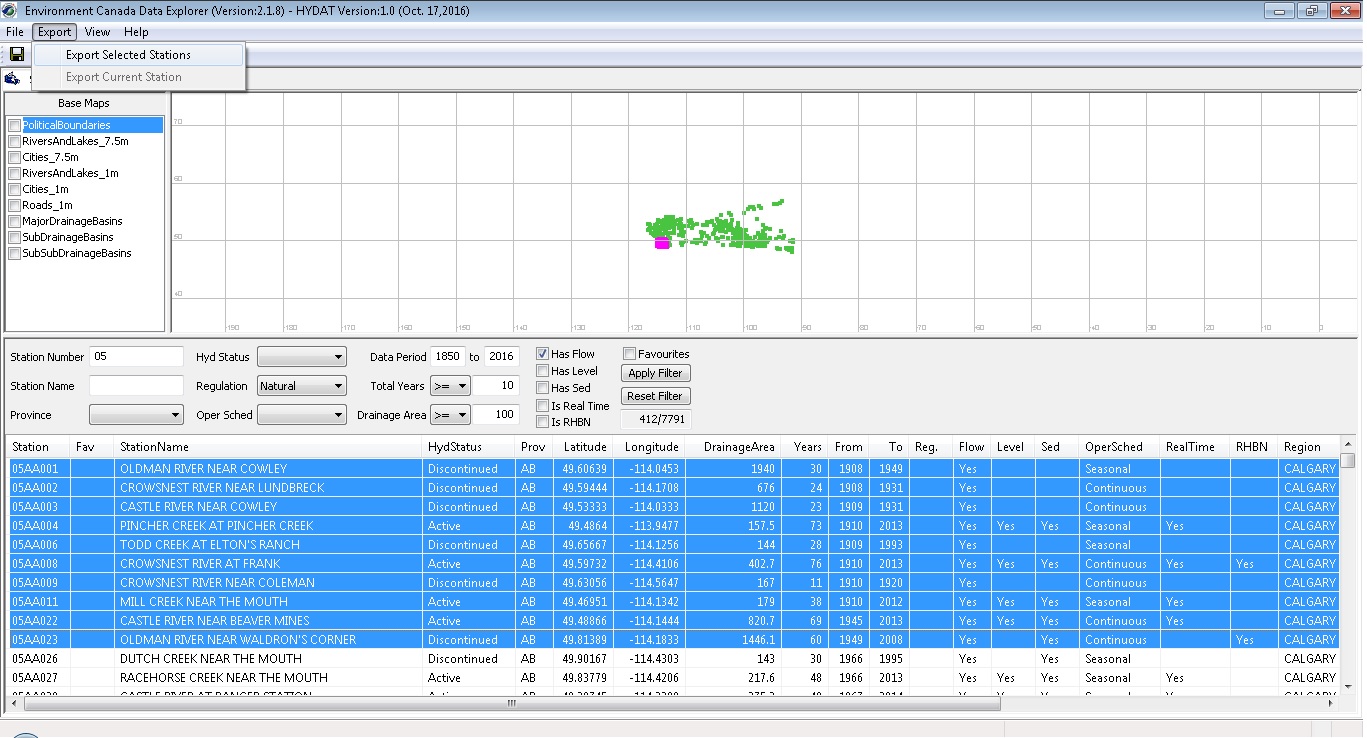 Environment Canada Data Explorer (Version:2.1.8) - HYDAT Version:1.0 (Oct. 17,2016)
File Export View Help
Export Selected Stations
Export Current Station
Base Maps
PoliticalBoundaries
RiversAndLakes_7.5m
Cities_7.5m
RiversAndLakes_1m
Cities_1m
Roads_1m
MajorDrainageBasins
SubDrainageBasins
SubSubDrainageBasins
70
60
50
40
-190 -180 -170 -160 -150 -140 -130 -120 -110 -100 -90 -80 -70 -60 -50 -40 -30 -20 -10 0
Station Number 05 Hyd Status Data Period 1850 to 2016 Has Flow Favourites
Has Level Apply Filter
Station Name Regulation Natural Total Years >= 10 Has Sed Reset Filter
Is Real Time
Province Oper Sched Drainage Area >= 100 Is RHBN 412/7791
Station Fav StationName HydStatus Prov Latitude Longitude DrainageArea Years From To Reg. Flow Level Sed OperSched RealTime RHBN Region
05AA001 OLDMAN RIVER NEAR COWLEY Discontinued AB 49.60639 -114.0453 1940 30 1908 1949 Yes Seasonal CALGARY
05AA002 CROWSNEST RIVER NEAR LUNDBRECK Discontinued AB 49.59444 -114.1708 676 24 1908 1931 Yes Continuous CALGARY
05AA003 CASTLE RIVER NEAR COWLEY Discontinued AB 49.53333 -114.0333 1120 23 1909 1931 Yes Continuous CALGARY
05AA004 PINCHER CREEK AT PINCHER CREEK Active AB 49.4864 -113.9477 157.5 73 1910 2013 Yes Yes Yes Seasonal Yes CALGARY
05AA006 TODD CREEK AT ELTON'S RANCH Discontinued AB 49.65667 -114.1256 144 28 1909 1993 Yes Seasonal CALGARY
05AA008 CROWSNEST RIVER AT FRANK Active AB 49.59732 -114.4106 402.7 76 1910 2013 Yes Yes Yes Continuous Yes Yes CALGARY
05AA009 CROWSNEST RIVER NEAR COLEMAN Discontinued AB 49.63056 -114.5647 167 11 1910 1920 Yes Continuous CALGARY
05AA011 MILL CREEK NEAR THE MOUTH Active AB 49.46951 -114.1342 179 38 1910 2012 Yes Yes Yes Seasonal Yes CALGARY
05AA022 CASTLE RIVER NEAR BEAVER MINES Active AB 49.48866 -114.1444 820.7 69 1945 2013 Yes Yes Yes Continuous Yes CALGARY
05AA023 OLDMAN RIVER NEAR WALDRON'S CORNER Discontinued AB 49.81389 -114.1833 1446.1 60 1949 2008 Yes Yes Continuous Yes CALGARY
05AA026 DUTCH CREEK NEAR THE MOUTH Discontinued AB 49.90167 -114.4303 143 30 1966 1995 Yes Yes Seasonal CALGARY
05AA027 RACEHORSE CREEK NEAR THE MOUTH Active AB 49.83779 -114.4206 217.6 48 1966 2013 Yes Yes Yes Seasonal Yes CALGARY